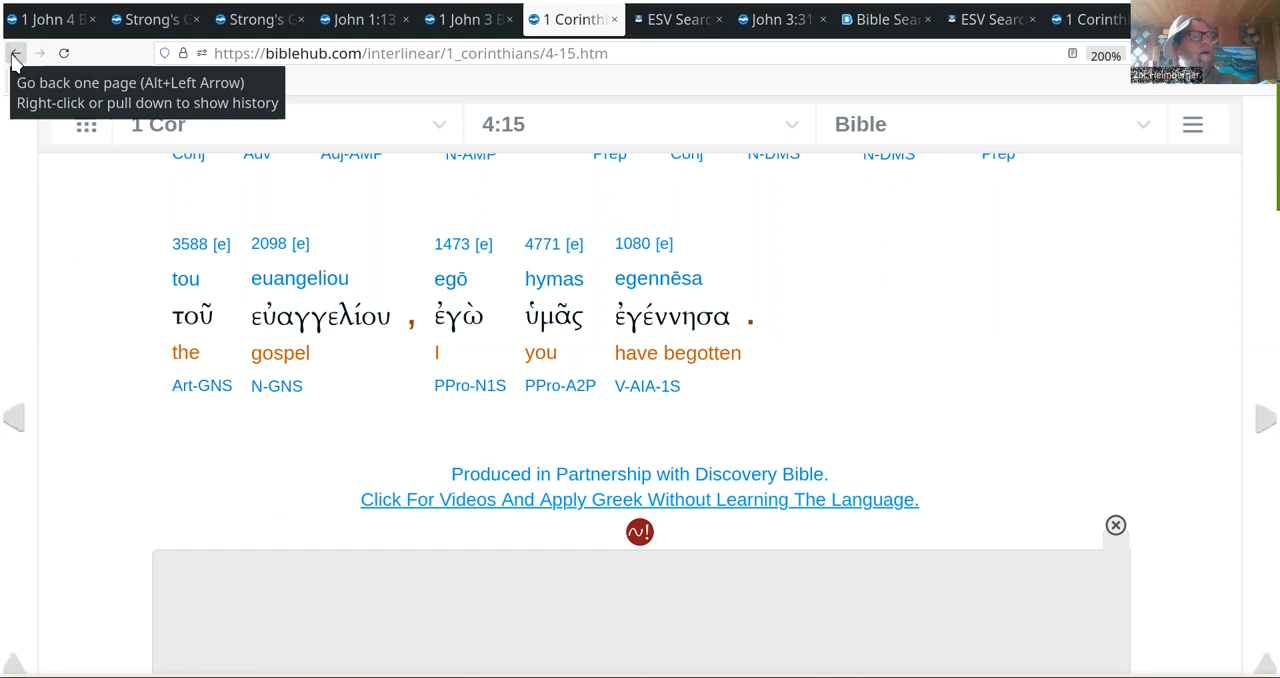 1 John 4 B
Strong's C
Strong's C
John 1:13
1 John 3 B
1 Corinthi
ESV Searc
John 3:31
Bible Sear
ESV Searc
1 Corinth
https://biblehub.com/interlinear/1_corinthians/4-15.htm
200%
Go back one page (Alt+Left Arrow)
Right-click or pull down to show history
1 Cor
4:15
Bible
Conj Adv Adj-AMP N-AMP Prep Conj N-DMS N-DMS Prep
3588 [e] 2098 [e] 1473 [e] 4771 [e] 1080 [e]
tou euangeliou egō hymas egennēsa
τοῦ εὐαγγελίου , ἐγὼ ὑμᾶς ἐγέννησα .
the gospel I you have begotten
Art-GNS N-GNS PPro-N1S PPro-A2P V-AIA-1S
Produced in Partnership with Discovery Bible.
Click For Videos And Apply Greek Without Learning The Language.